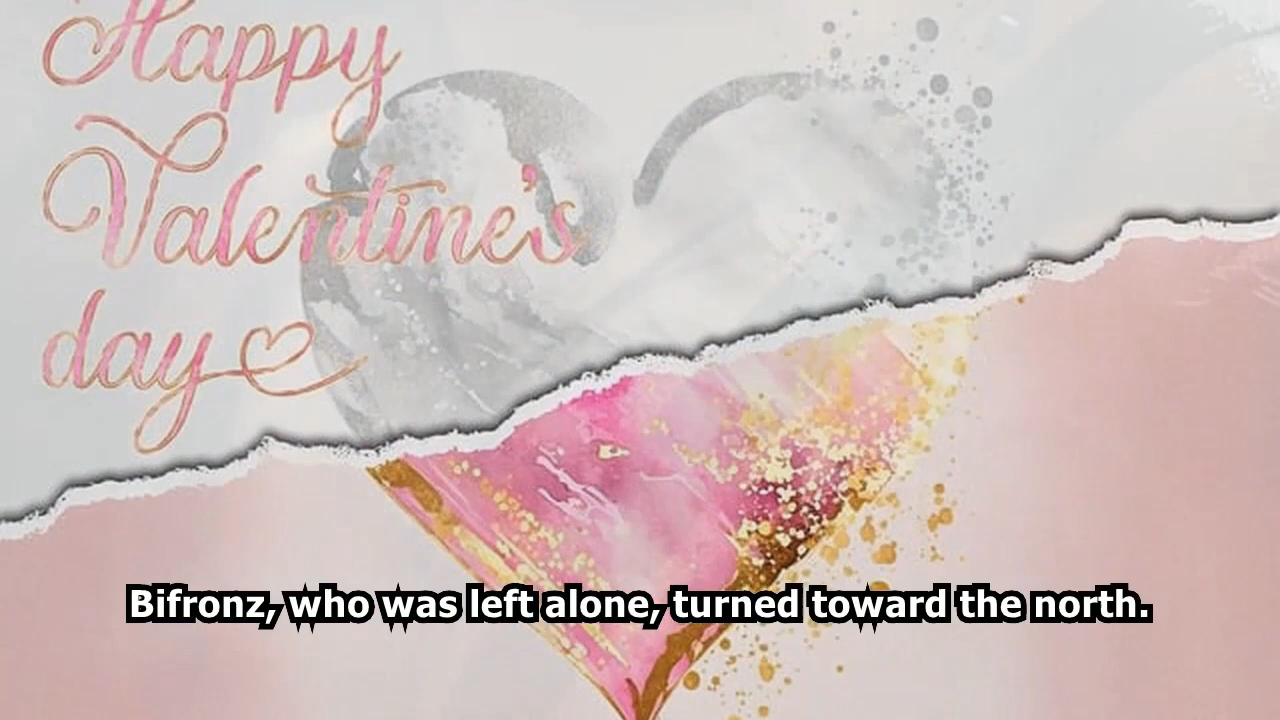 Happy
Valentine's
day
Bifronz, who was left alone, turned toward the north.